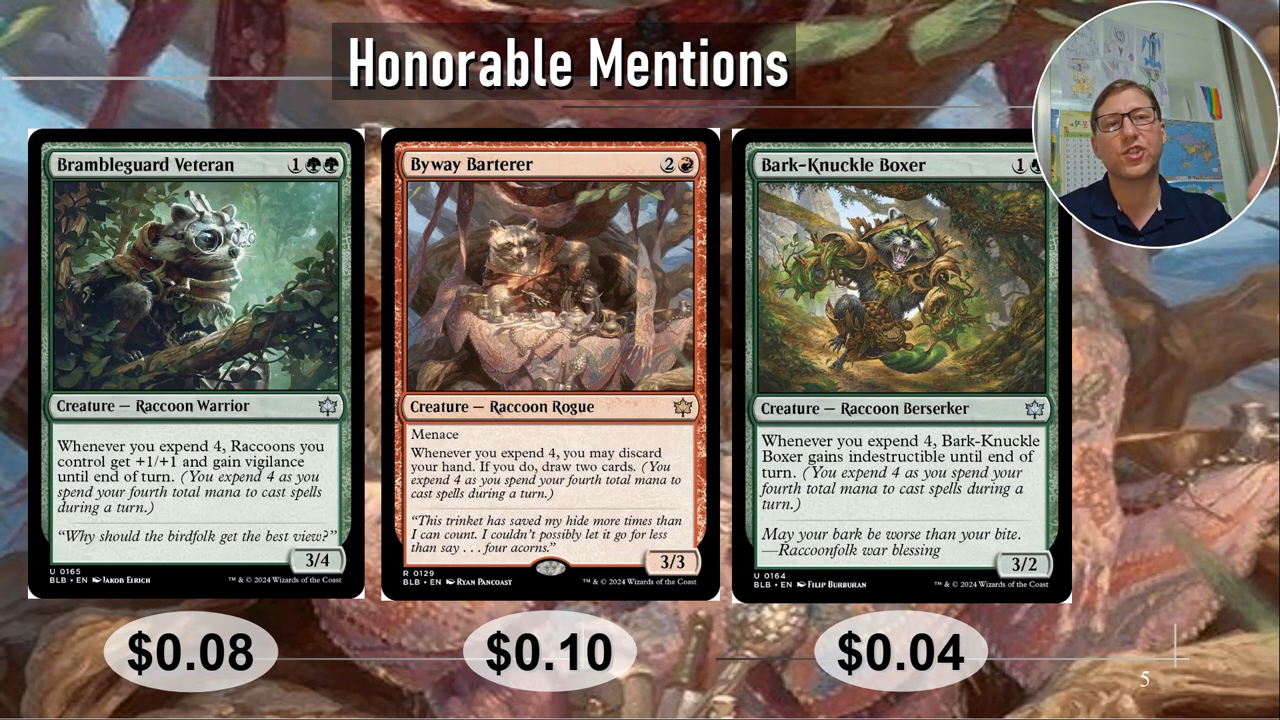 Honorable Mentions
Brambleguard Veteran 1
Creature — Raccoon Warrior
Whenever you expend 4, Raccoons you
control get +1/+1 and gain vigilance
until end of turn. (You expend 4 as you
spend your fourth total mana to cast spells
during a turn.)
“Why should the birdfolk get the best view?”
3/4
U 0165
BLB • EN Jakob Eirich
™ & © 2024 Wizards of the Coast
Byway Barterer 2
Creature — Raccoon Rogue
Menace
Whenever you expend 4, you may discard
your hand. If you do, draw two cards. (You
expend 4 as you spend your fourth total mana to
cast spells during a turn.)
“This trinket has saved my hide more times than
I can count. I couldn’t possibly let it go for less
than say . . . four acorns.”
3/3
R 0129
BLB • EN Ryan Pancoast
™ & © 2024 Wizards of the Coast
Bark-Knuckle Boxer 1
Creature — Raccoon Berserker
Whenever you expend 4, Bark-Knuckle
Boxer gains indestructible until end of
turn. (You expend 4 as you spend your
fourth total mana to cast spells during a
turn.)
May your bark be worse than your bite.
—Raccoonfolk war blessing
3/2
U 0164
BLB • EN Filip Burburan
™ & © 2024 Wizards of the Coast
$0.08
$0.10
$0.04
5